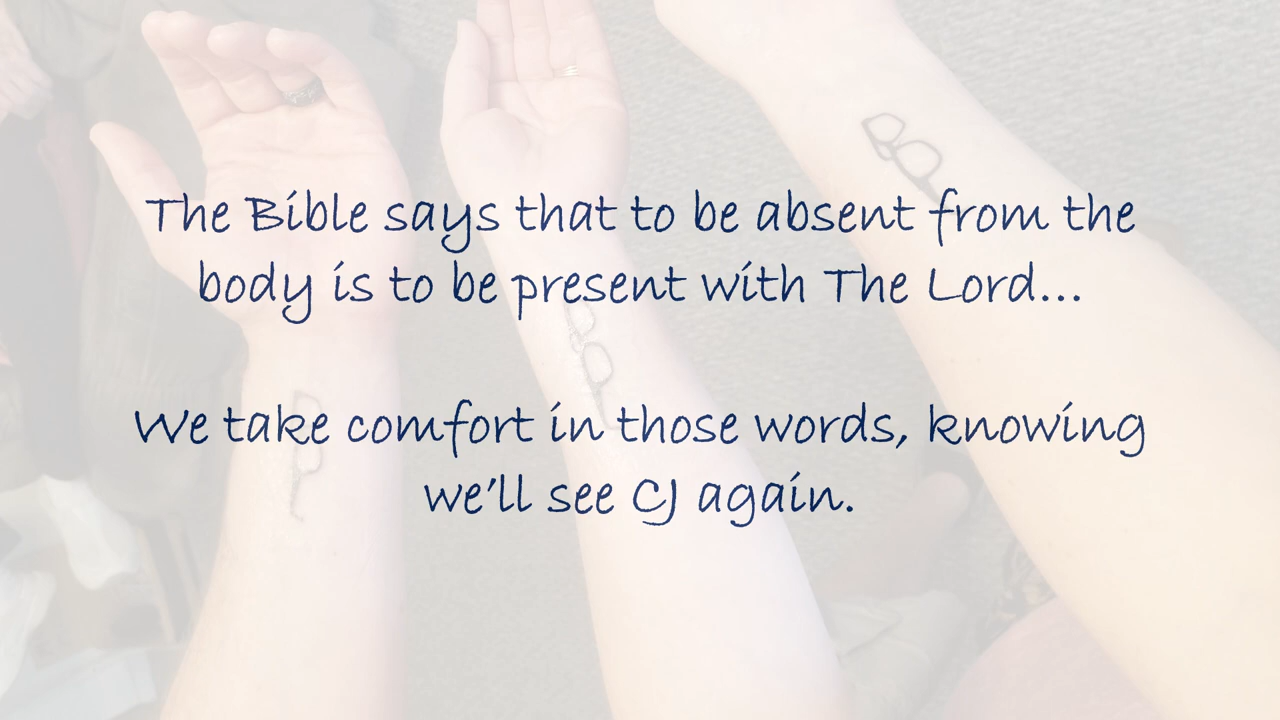 The Bible says that to be absent from the
body is to be present with The Lord...
We take comfort in those words, knowing
we'll see CJ again.